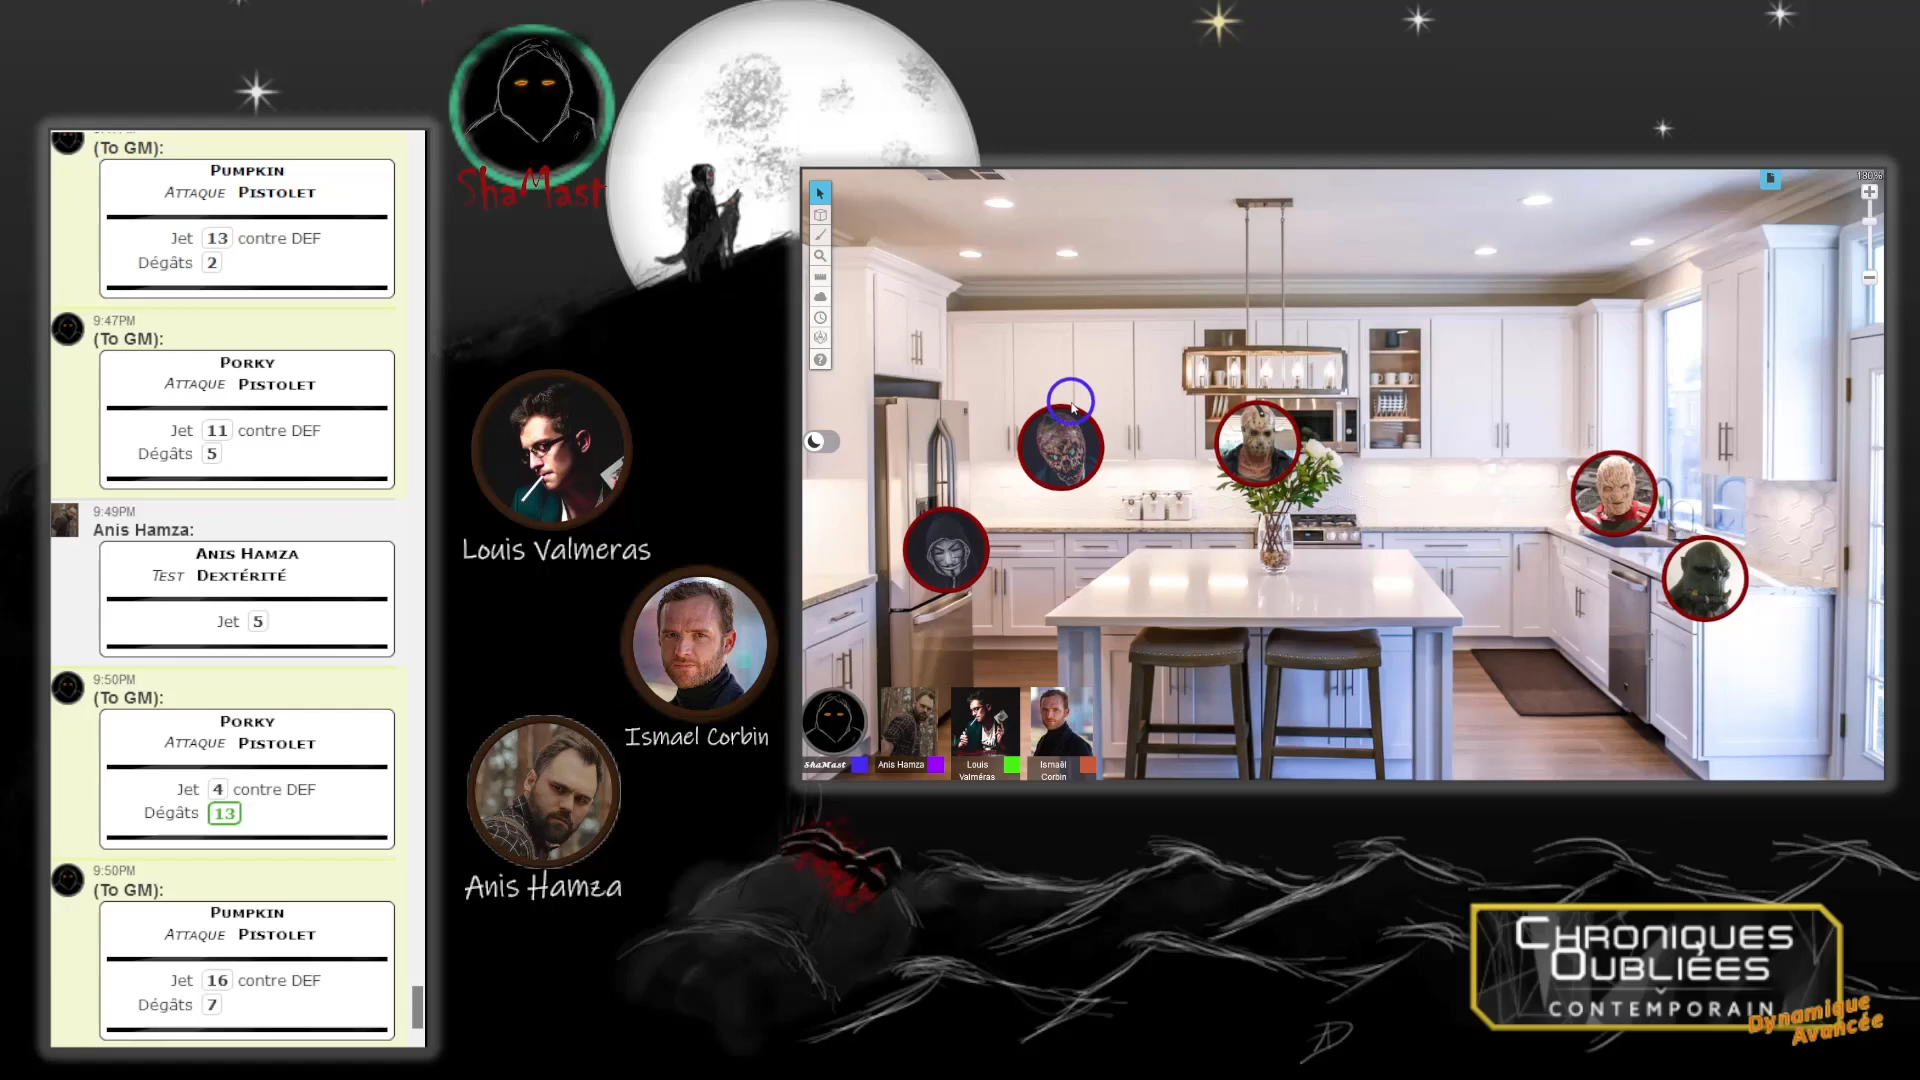 (To GM):
PUMPKIN
ATTAQUE PISTOLET
Jet 13 contre DEF
Dégâts 2
9:47PM
(To GM):
PORKY
ATTAQUE PISTOLET
Jet 11 contre DEF
Dégâts 5
9:49PM
Anis Hamza:
ANIS HAMZA
TEST DEXTÉRITÉ
Jet 5
9:50PM
(To GM):
PORKY
ATTAQUE PISTOLET
Jet 4 contre DEF
Dégâts 13
9:50PM
(To GM):
PUMPKIN
ATTAQUE PISTOLET
Jet 16 contre DEF
Dégâts 7
ShaMast
Louis Valmeras
Ismael Corbin
Anis Hamza
180%
ShaMast
Anis Hamza
Louis
Valméras
Ismaël
Corbin
CHRONIQUES
OUBLIÉES
CONTEMPORAIN
Dynamique
Avancée